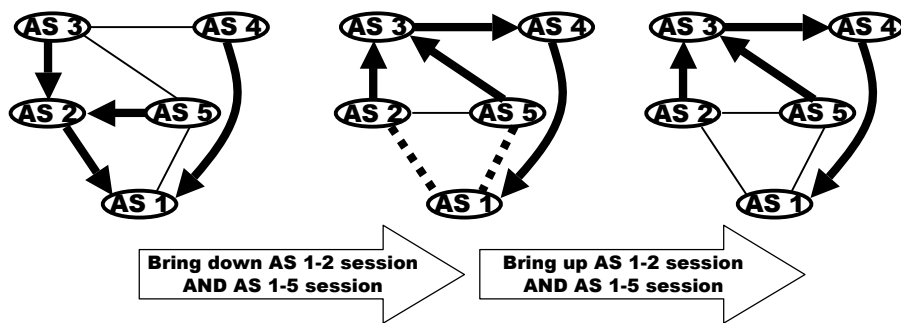 AS 3 AS 4 AS 3 AS 4 AS 3 AS 4
AS 2 AS 5 AS 2 AS 5 AS 2 AS 5
AS 1 AS 1 AS 1
Bring down AS 1-2 session
AND AS 1-5 session
Bring up AS 1-2 session
AND AS 1-5 session